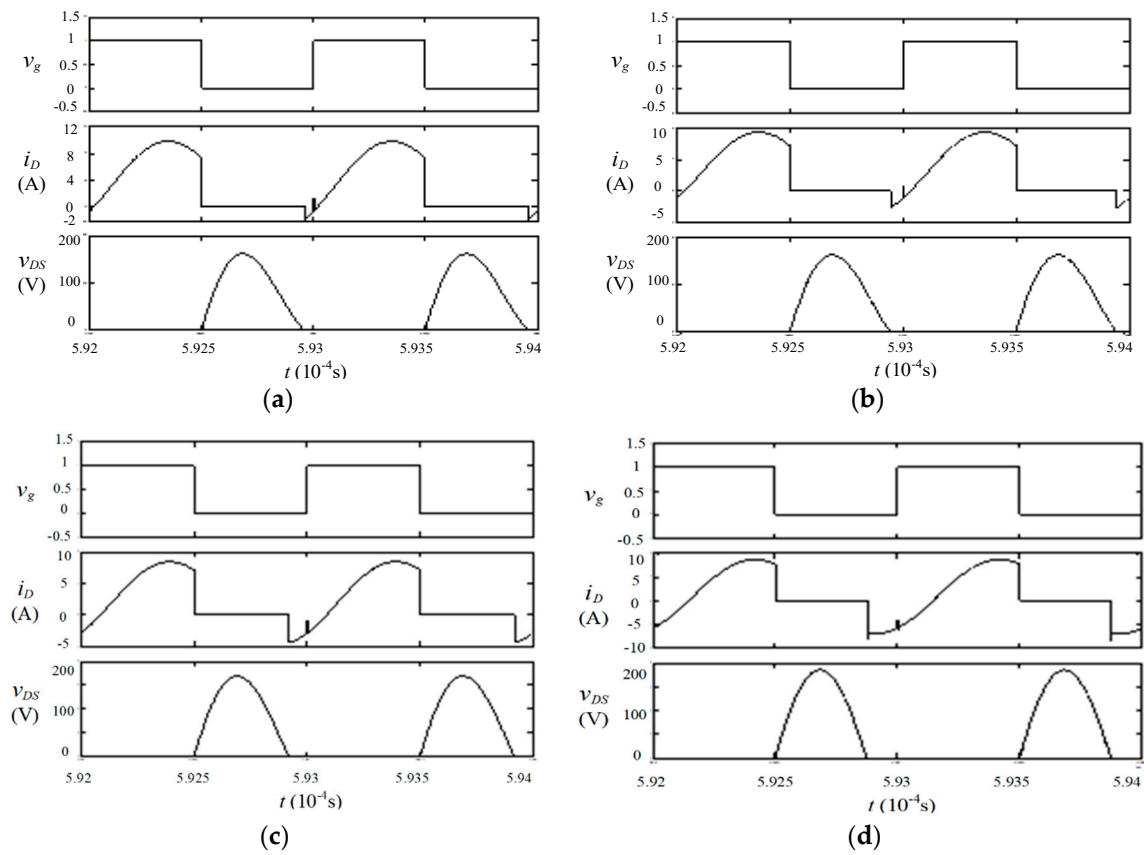 1.5
1
v_g
0.5
0
-0.5
12
8
i_D
(A)
4
0
-2
200
v_DS
(V)
100
0
5.92
5.925
5.93
5.935
5.94
t (10⁻⁴s)
(a)
1.5
1
v_g
0.5
0
-0.5
10
5
i_D
(A)
0
-5
200
v_DS
(V)
100
0
5.92
5.925
5.93
5.935
5.94
t (10⁻⁴s)
(b)
1.5
1
v_g
0.5
0
-0.5
10
5
i_D
(A)
0
-5
200
v_DS
(V)
100
0
5.92
5.925
5.93
5.935
5.94
t (10⁻⁴s)
(c)
1.5
1
v_g
0.5
0
-0.5
10
5
i_D
(A)
0
-5
-10
200
v_DS
(V)
100
0
5.92
5.925
5.93
5.935
5.94
t (10⁻⁴s)
(d)